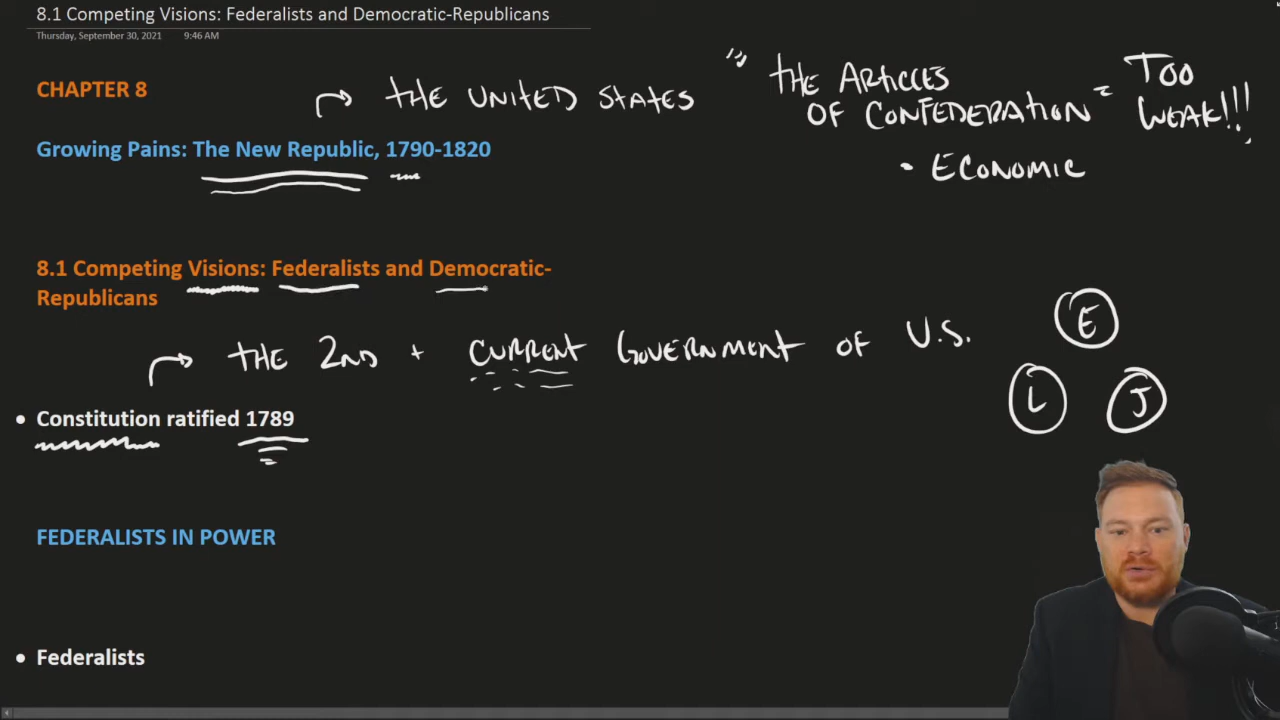 8.1 Competing Visions: Federalists and Democratic-Republicans
Thursday, September 30, 2021 9:46 AM
CHAPTER 8
THE UNITED STATES
"THE ARTICLES
OF CONFEDERATION" =
TOO
WEAK!!!
• ECONOMIC
Growing Pains: The New Republic, 1790-1820
8.1 Competing Visions: Federalists and Democratic-
Republicans
THE 2ND + CURRENT GOVERNMENT OF U.S.
E
L
J
• Constitution ratified 1789
FEDERALISTS IN POWER
• Federalists